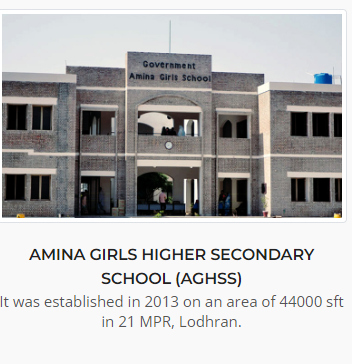 Government
Amina Girls School
AMINA GIRLS HIGHER SECONDARY
SCHOOL (AGHSS)
It was established in 2013 on an area of 44000 sft
in 21 MPR, Lodhran.